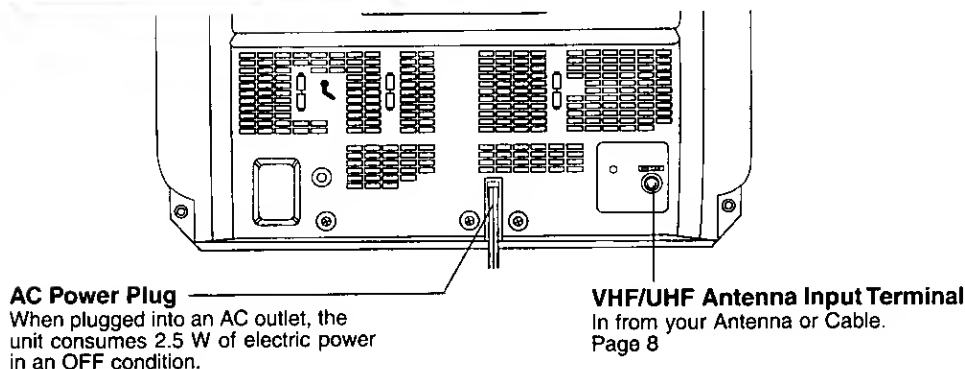 AC Power Plug
When plugged into an AC outlet, the
unit consumes 2.5 W of electric power
in an OFF condition.
VHF/UHF Antenna Input Terminal
In from your Antenna or Cable.
Page 8